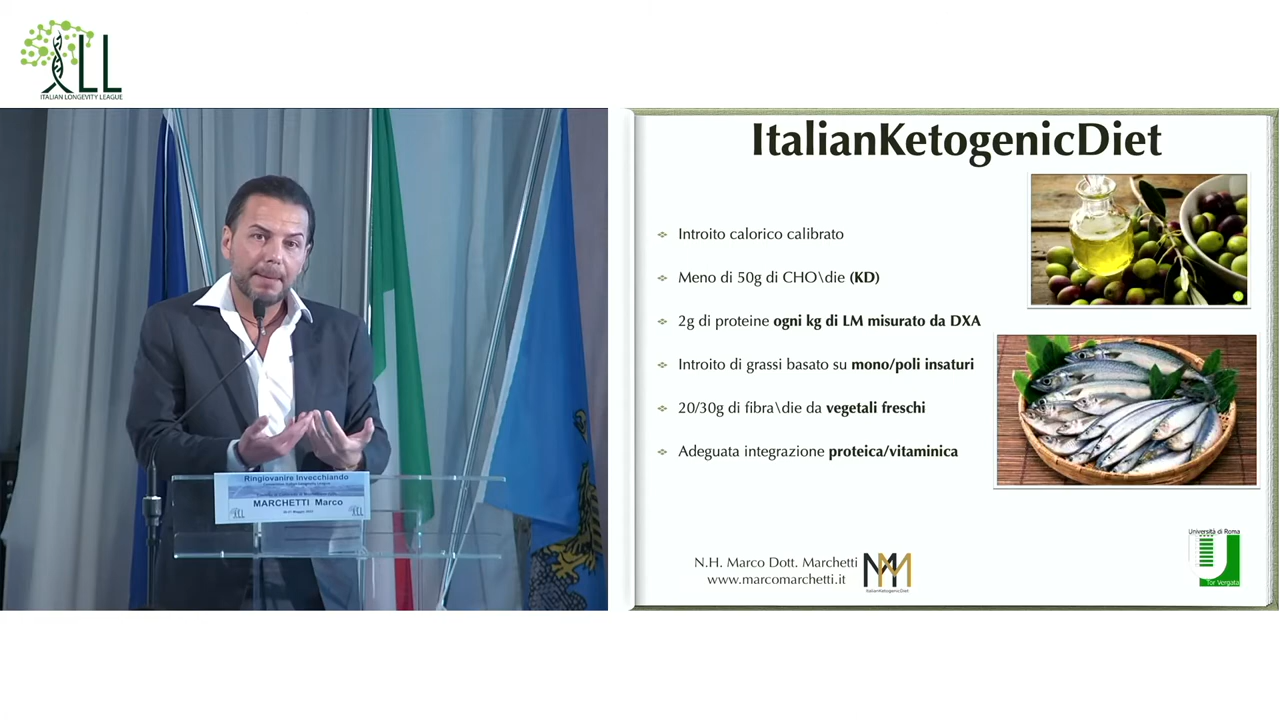 ILL
ITALIAN LONGEVITY LEAGUE
Ringiovanire Invecchiando
MARCHETTI Marco
ItalianKetogenicDiet
Introito calorico calibrato
Meno di 50g di CHO\die (KD)
2g di proteine ogni kg di LM misurato da DXA
Introito di grassi basato su mono/poli insaturi
20/30g di fibra\die da vegetali freschi
Adeguata integrazione proteica/vitaminica
N.H. Marco Dott. Marchetti
www.marcomarchetti.it
ItalianKetogenicDiet
Università di Roma
Tor Vergata